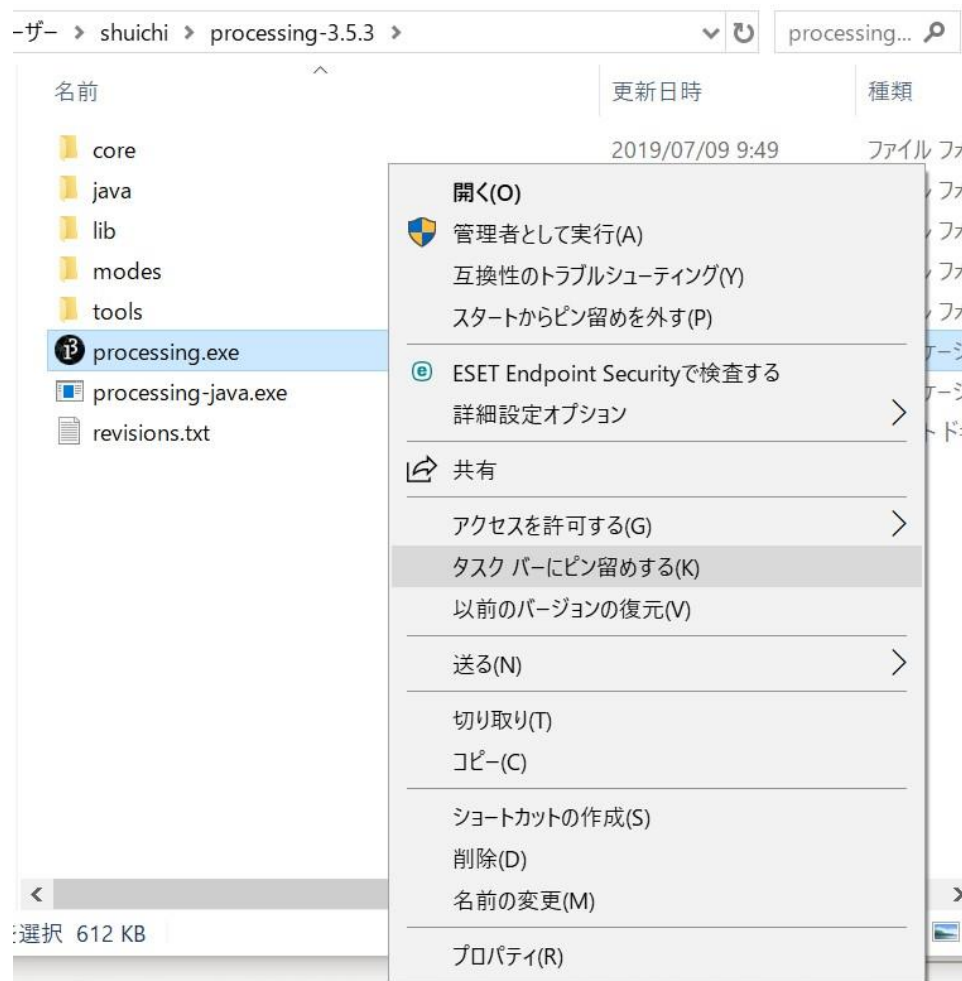 ーザー > shuichi > processing-3.5.3 >
processing...
名前 更新日時 種類
core 2019/07/09 9:49 ファイル フォ
java
lib
modes
tools
processing.exe
processing-java.exe
revisions.txt
開く(O)
管理者として実行(A)
互換性のトラブルシューティング(Y)
スタートからピン留めを外す(P)
ESET Endpoint Securityで検査する
詳細設定オプション
共有
アクセスを許可する(G)
タスク バーにピン留めする(K)
以前のバージョンの復元(V)
送る(N)
切り取り(T)
コピー(C)
ショートカットの作成(S)
削除(D)
名前の変更(M)
プロパティ(R)
を選択 612 KB